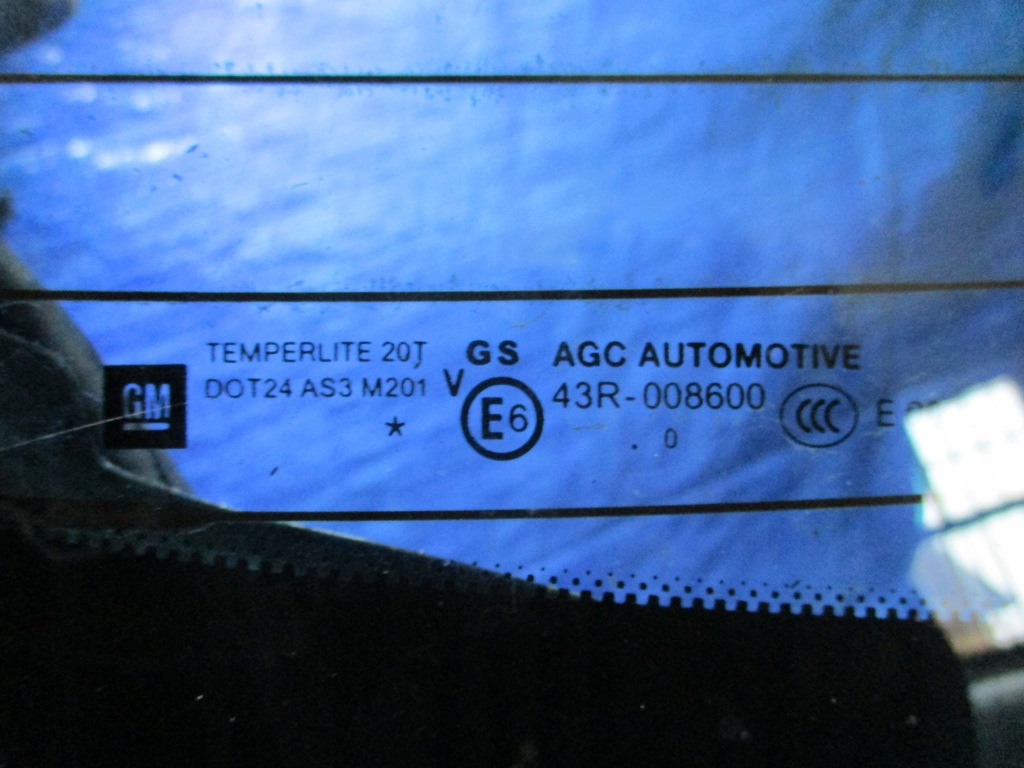 GM
TEMPERLITE 20T GS AGC AUTOMOTIVE
DOT24 AS3 M201 V E6 43R-008600 CCC E
* . 0